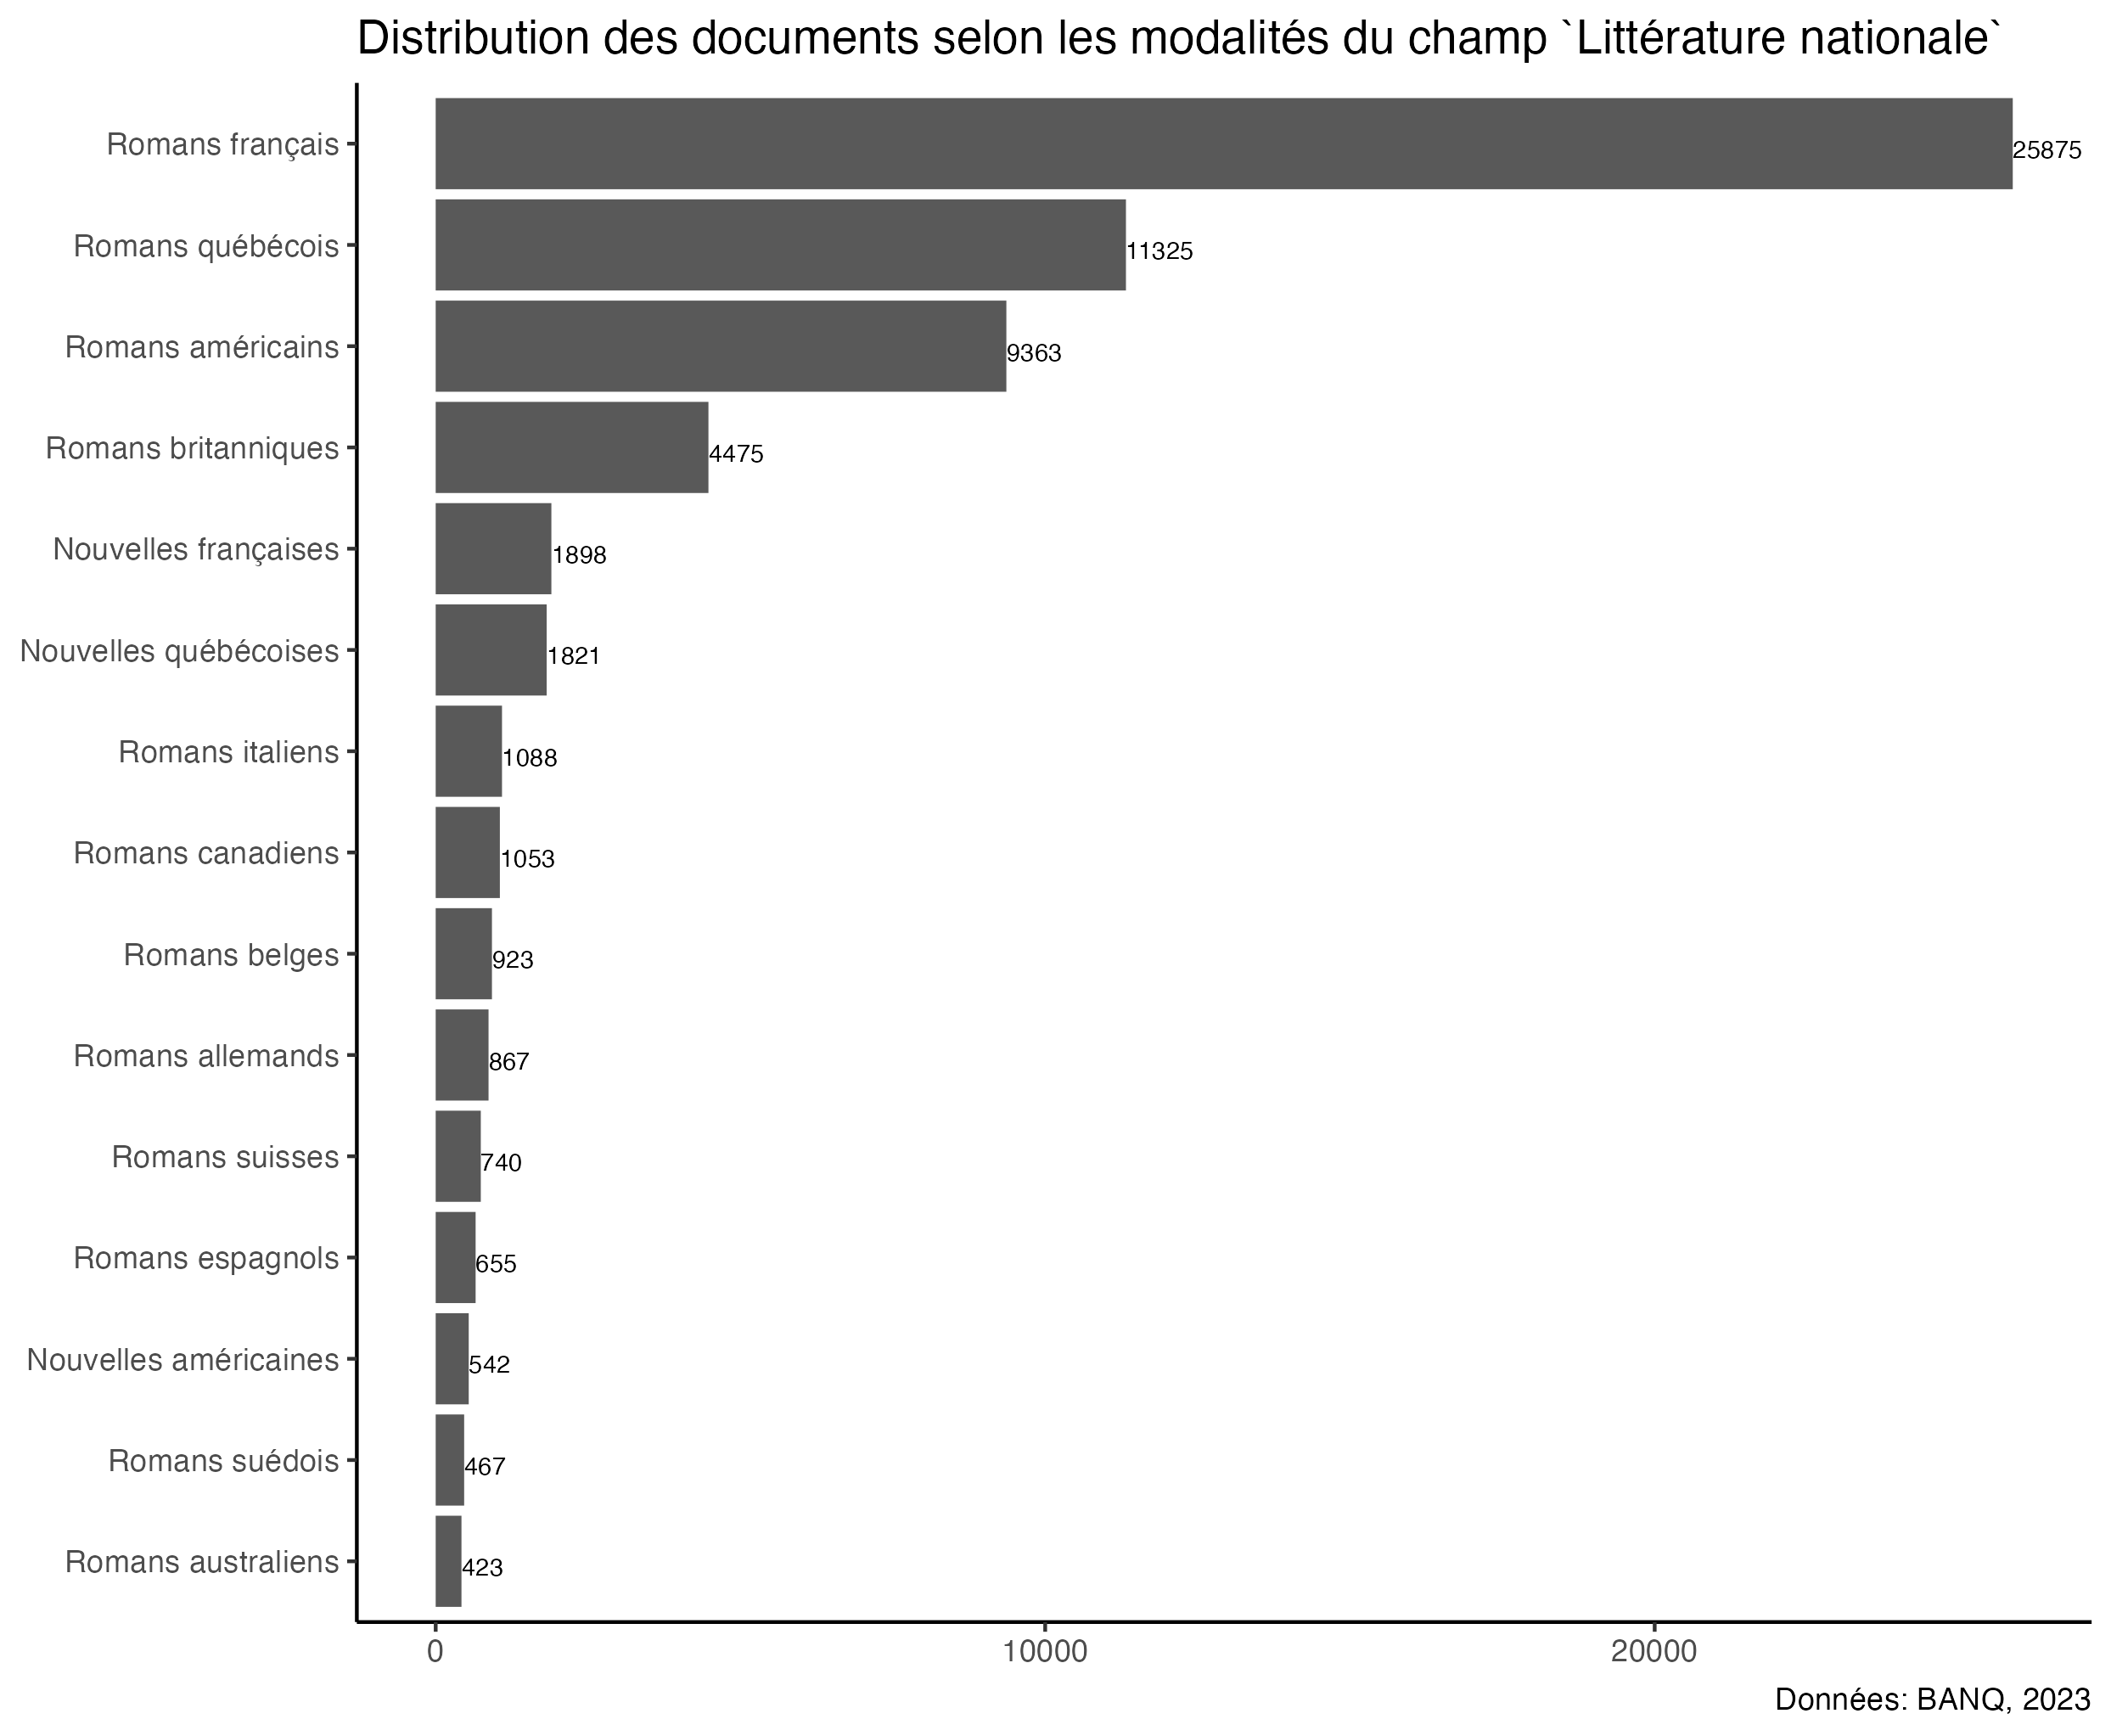 Distribution des documents selon les modalités du champ `Littérature nationale`
Romans français 25875
Romans québécois 11325
Romans américains 9363
Romans britanniques 4475
Nouvelles françaises 1898
Nouvelles québécoises 1821
Romans italiens 1088
Romans canadiens 1053
Romans belges 923
Romans allemands 867
Romans suisses 740
Romans espagnols 655
Nouvelles américaines 542
Romans suédois 467
Romans australiens 423
0 10000 20000
Données: BANQ, 2023